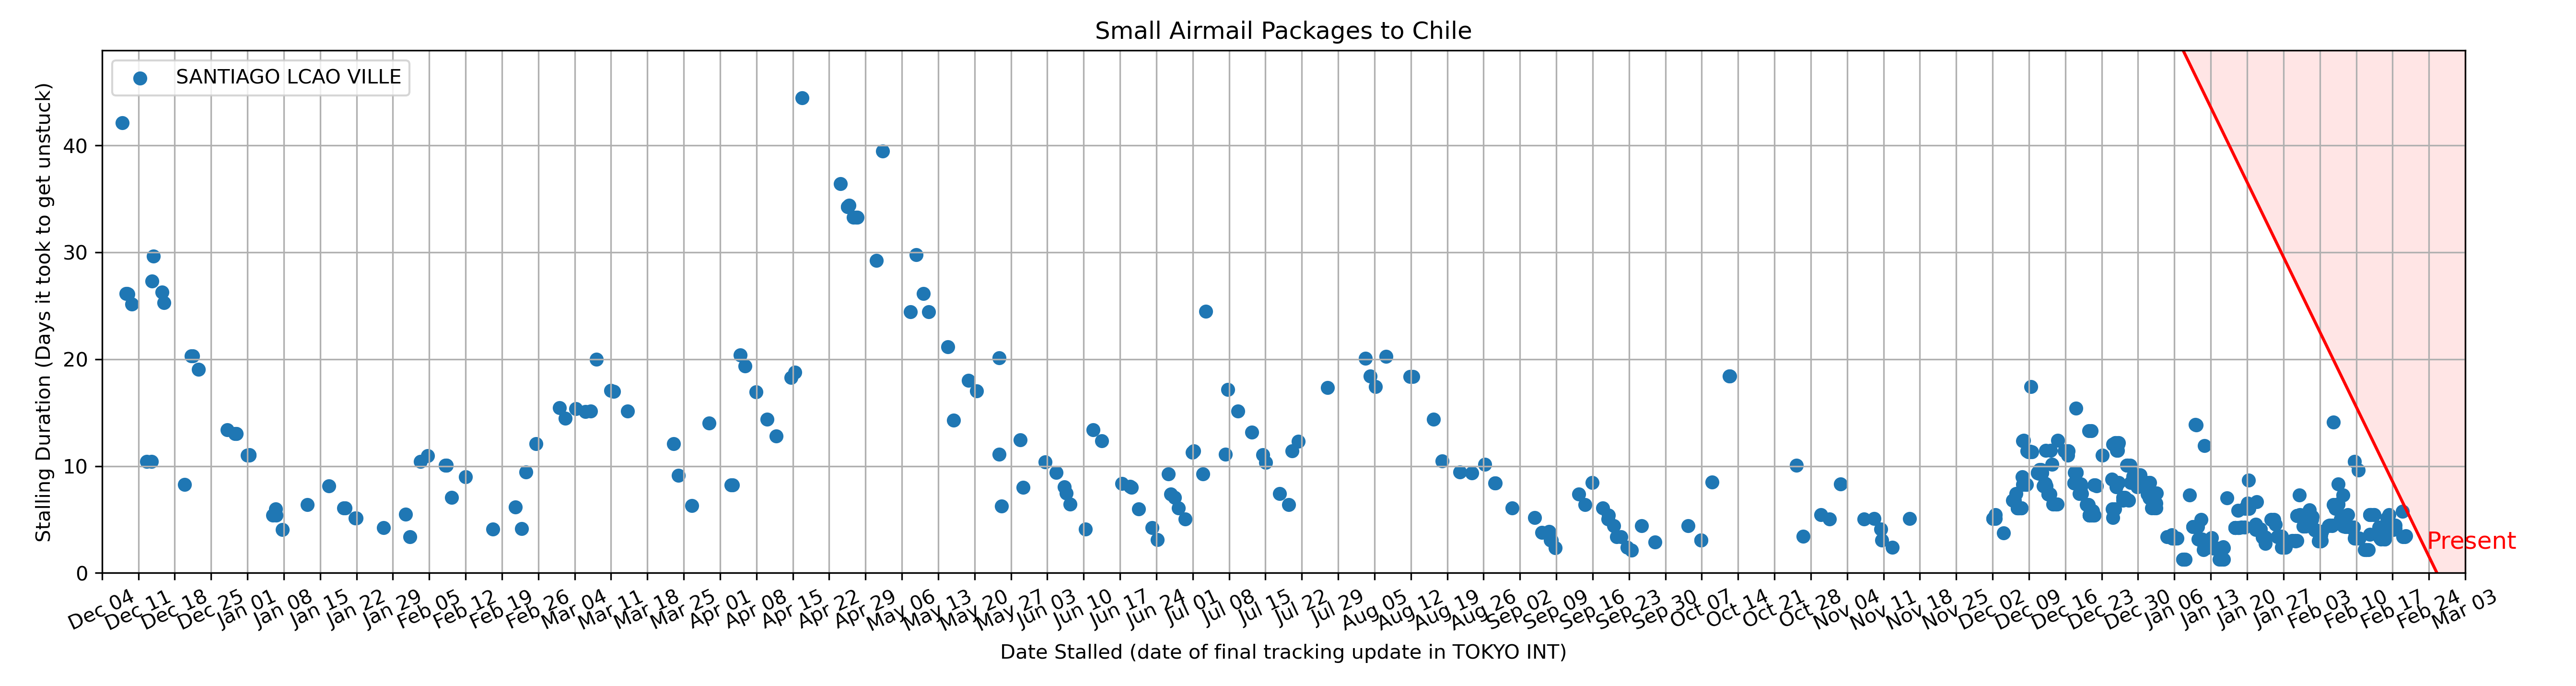 Small Airmail Packages to Chile
SANTIAGO LCAO VILLE
Stalling Duration (Days it took to get unstuck)
40
30
20
10
0
Present
Dec 04
Dec 11
Dec 18
Dec 25
Jan 01
Jan 08
Jan 15
Jan 22
Jan 29
Feb 05
Feb 12
Feb 19
Feb 26
Mar 04
Mar 11
Mar 18
Mar 25
Apr 01
Apr 08
Apr 15
Apr 22
Apr 29
May 06
May 13
May 20
May 27
Jun 03
Jun 10
Jun 17
Jun 24
Jul 01
Jul 08
Jul 15
Jul 22
Jul 29
Aug 05
Aug 12
Aug 19
Aug 26
Sep 02
Sep 09
Sep 16
Sep 23
Sep 30
Oct 07
Oct 14
Oct 21
Oct 28
Nov 04
Nov 11
Nov 18
Nov 25
Dec 02
Dec 09
Dec 16
Dec 23
Dec 30
Jan 06
Jan 13
Jan 20
Jan 27
Feb 03
Feb 10
Feb 17
Feb 24
Mar 03
Date Stalled (date of final tracking update in TOKYO INT)